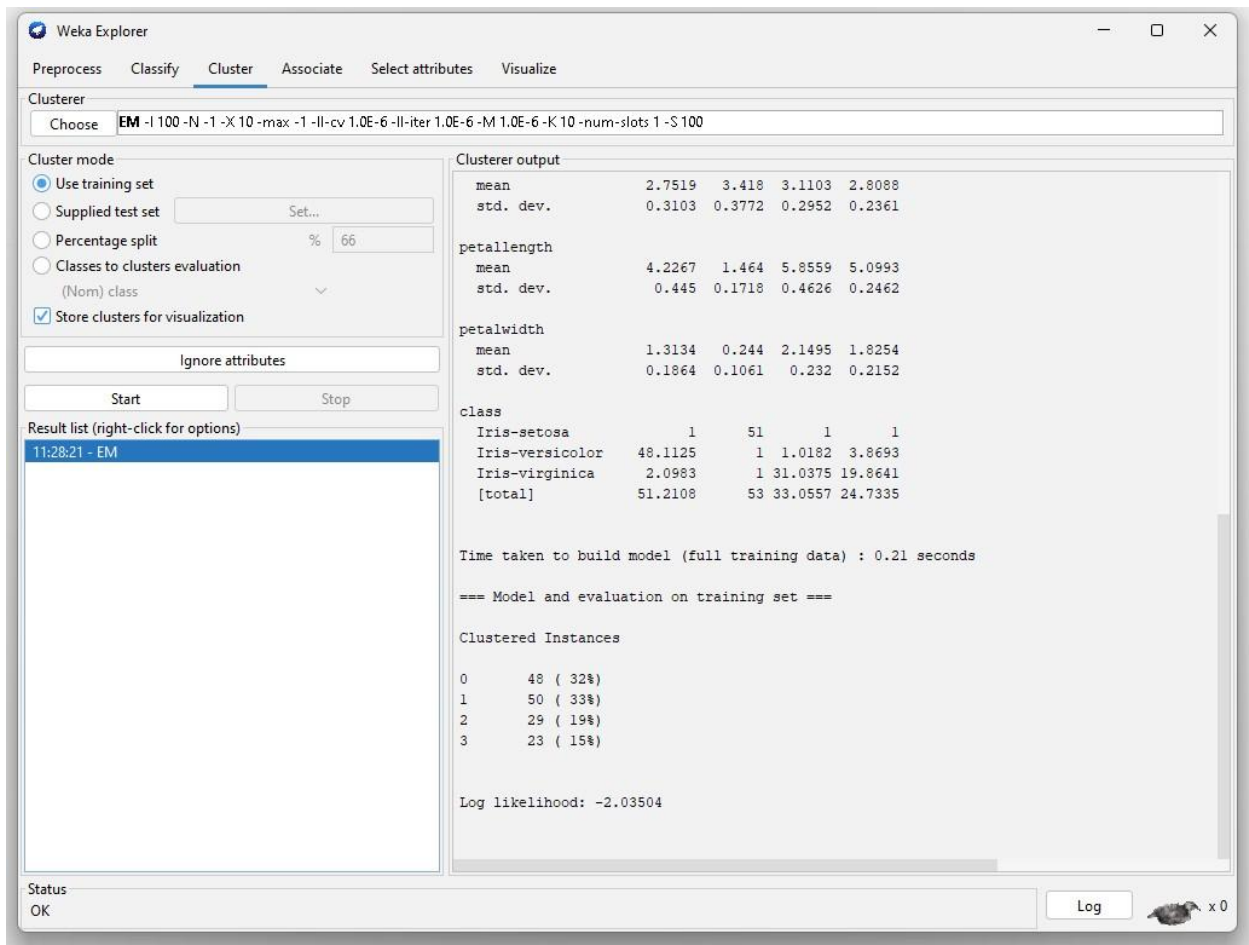 Weka Explorer
Preprocess Classify Cluster Associate Select attributes Visualize
Clusterer
Choose EM -I 100 -N -1 -X 10 -max -1 -ll-cv 1.0E-6 -ll-iter 1.0E-6 -M 1.0E-6 -K 10 -num-slots 1 -S 100
Cluster mode
Use training set
Supplied test set Set...
Percentage split % 66
Classes to clusters evaluation
(Nom) class
Store clusters for visualization
Ignore attributes
Start Stop
Result list (right-click for options)
11:28:21 - EM
Clusterer output
mean 2.7519 3.418 3.1103 2.8088
std. dev. 0.3103 0.3772 0.2952 0.2361
petallength
mean 4.2267 1.464 5.8559 5.0993
std. dev. 0.445 0.1718 0.4626 0.2462
petalwidth
mean 1.3134 0.244 2.1495 1.8254
std. dev. 0.1864 0.1061 0.232 0.2152
class
Iris-setosa 1 51 1 1
Iris-versicolor 48.1125 1 1.0182 3.8693
Iris-virginica 2.0983 1 31.0375 19.8641
[total] 51.2108 53 33.0557 24.7335
Time taken to build model (full training data) : 0.21 seconds
=== Model and evaluation on training set ===
Clustered Instances
0 48 ( 32%)
1 50 ( 33%)
2 29 ( 19%)
3 23 ( 15%)
Log likelihood: -2.03504
Status
OK
Log x 0